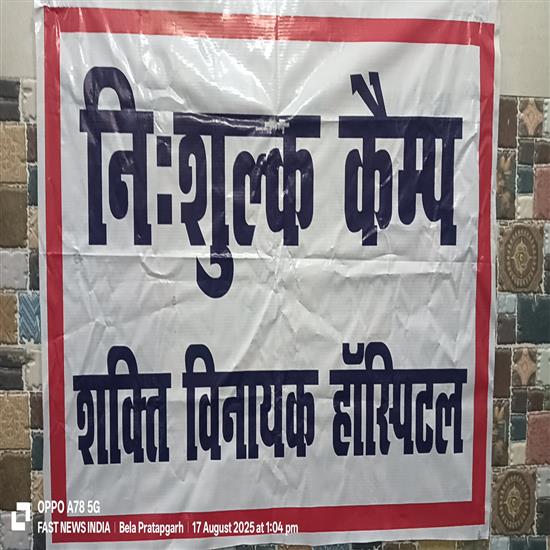 निःशुल्क कैम्प
शक्ति विनायक हॉस्पिटल
OPPO A78 5G
FAST NEWS INDIA | Bela Pratapgarh | 17 August 2025 at 1:04 pm